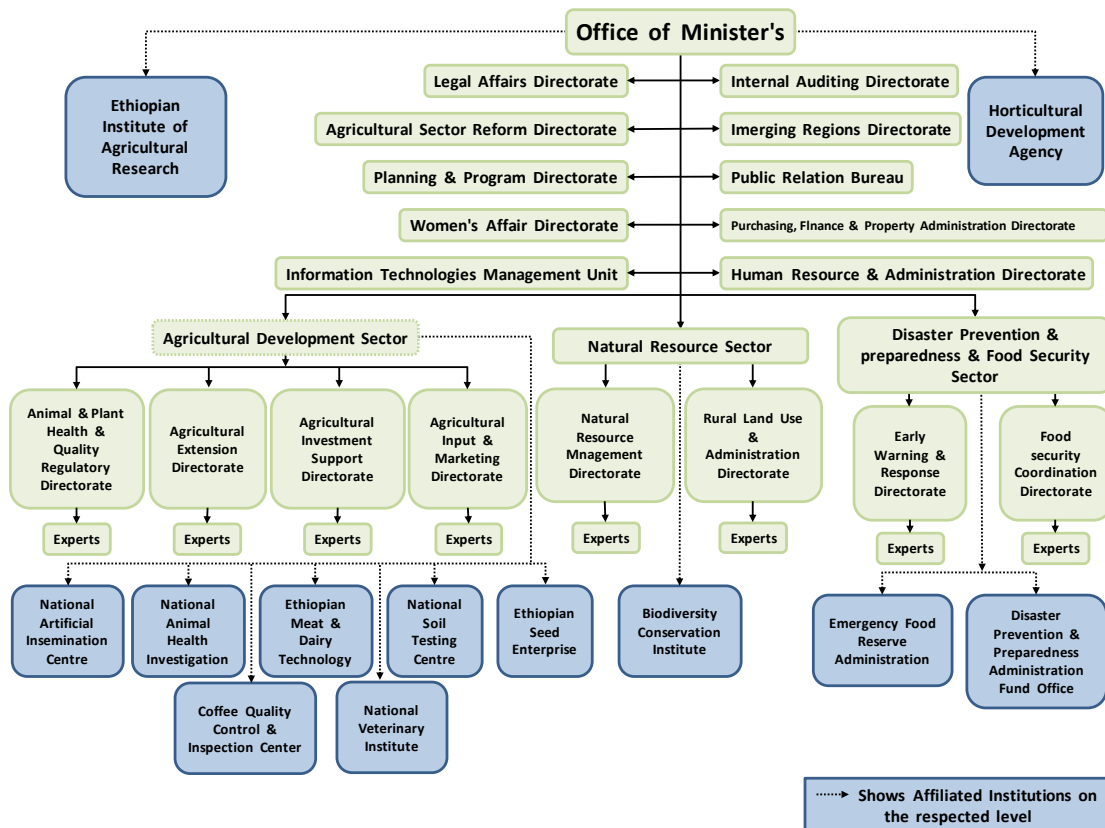 Office of Minister's
Ethiopian
Institute of
Agricultural
Research
Horticultural
Development
Agency
Legal Affairs Directorate
Internal Auditing Directorate
Agricultural Sector Reform Directorate
Imerging Regions Directorate
Planning & Program Directorate
Public Relation Bureau
Women's Affair Directorate
Purchasing, FInance & Property Administration Directorate
Information Technologies Management Unit
Human Resource & Administration Directorate
Agricultural Development Sector
Natural Resource Sector
Disaster Prevention &
preparedness & Food Security
Sector
Animal & Plant
Health &
Quality
Regulatory
Directorate
Agricultural
Extension
Directorate
Agricultural
Investment
Support
Directorate
Agricultural
Input &
Marketing
Directorate
Natural
Resource
Mnagement
Directorate
Rural Land Use
&
Administration
Directorate
Early
Warning &
Response
Directorate
Food
security
Coordination
Directorate
Experts
Experts
Experts
Experts
Experts
Experts
Experts
Experts
National
Artificial
Insemination
Centre
National
Animal
Health
Investigation
Ethiopian
Meat &
Dairy
Technology
National
Soil
Testing
Centre
Ethiopian
Seed
Enterprise
Biodiversity
Conservation
Institute
Emergency Food
Reserve
Administration
Disaster
Prevention &
Preparedness
Administration
Fund Office
Coffee Quality
Control &
Inspection Center
National
Veterinary
Institute
Shows Affiliated Institutions on
the respected level